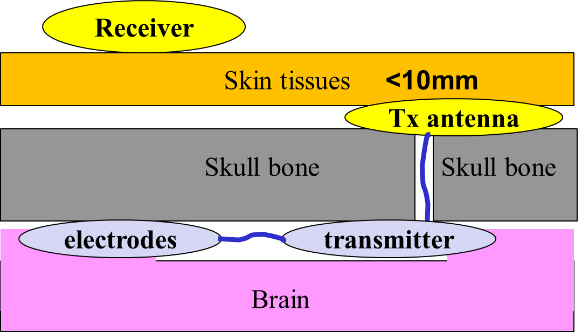 Receiver
Skin tissues <10mm
Tx antenna
Skull bone Skull bone
electrodes transmitter
Brain